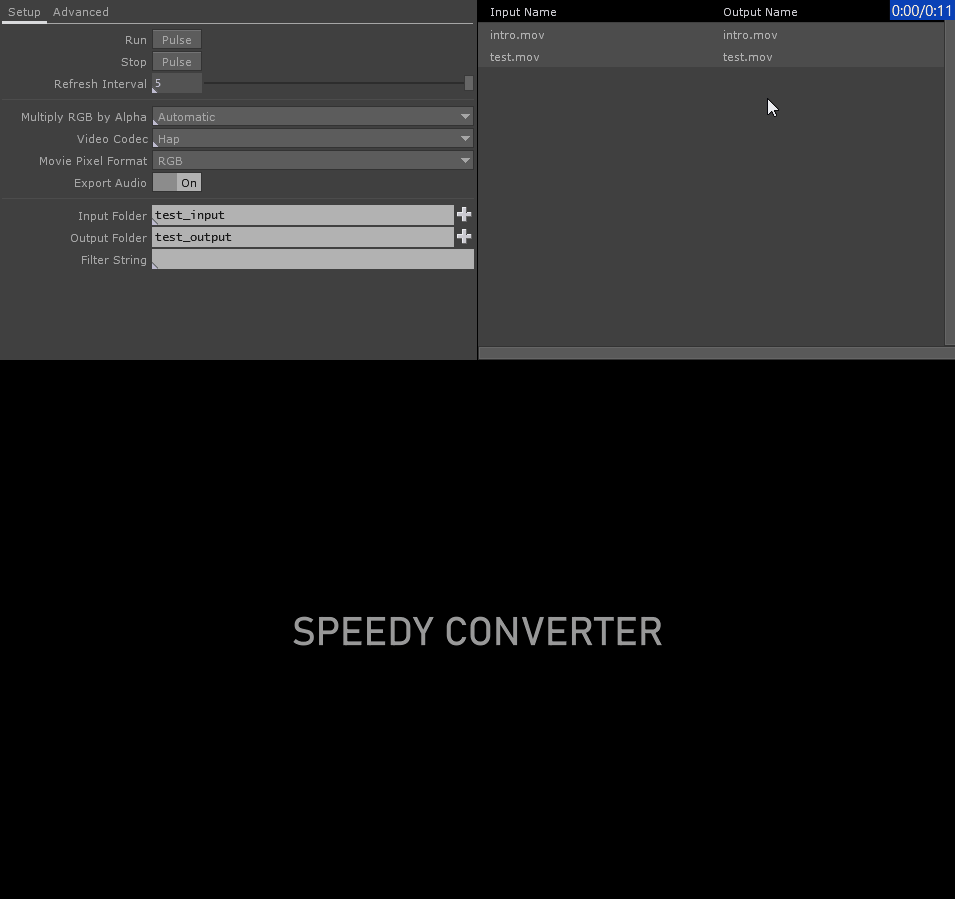 Setup Advanced
Run Pulse
Stop Pulse
Refresh Interval 5
Multiply RGB by Alpha Automatic
Video Codec Hap
Movie Pixel Format RGB
Export Audio On
Input Folder test_input
Output Folder test_output
Filter String
Input Name Output Name 0:00/0:11
intro.mov intro.mov
test.mov test.mov
SPEEDY CONVERTER